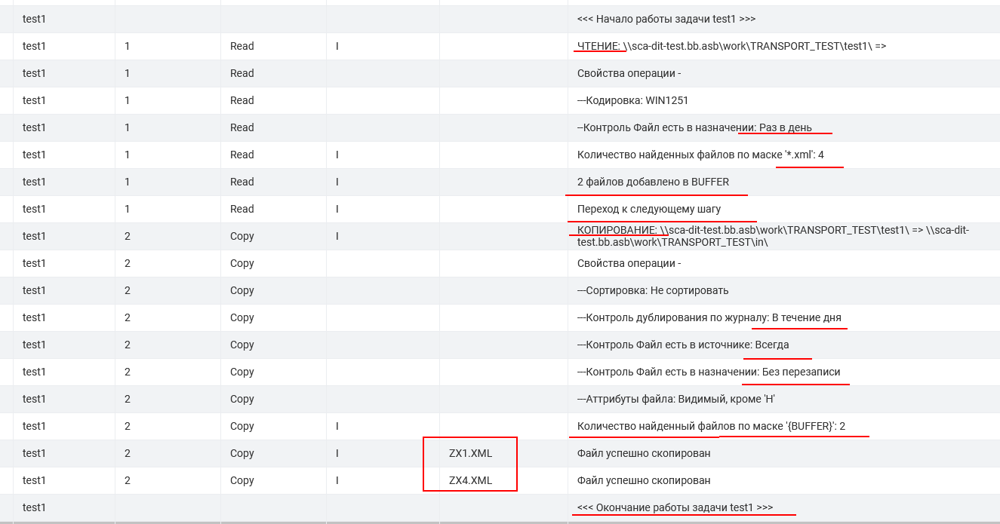 test1 <<< Начало работы задачи test1 >>>
test1 1 Read I ЧТЕНИЕ: \\sca-dit-test.bb.asb\work\TRANSPORT_TEST\test1\ =>
test1 1 Read Свойства операции -
test1 1 Read ---Кодировка: WIN1251
test1 1 Read --Контроль Файл есть в назначении: Раз в день
test1 1 Read I Количество найденных файлов по маске '*.xml': 4
test1 1 Read I 2 файлов добавлено в BUFFER
test1 1 Read I Переход к следующему шагу
test1 2 Copy I КОПИРОВАНИЕ: \\sca-dit-test.bb.asb\work\TRANSPORT_TEST\test1\ => \\sca-dit-
test.bb.asb\work\TRANSPORT_TEST\in\
test1 2 Copy Свойства операции -
test1 2 Copy ---Сортировка: Не сортировать
test1 2 Copy ---Контроль дублирования по журналу: В течение дня
test1 2 Copy ---Контроль Файл есть в источнике: Всегда
test1 2 Copy ---Контроль Файл есть в назначении: Без перезаписи
test1 2 Copy ---Аттрибуты файла: Видимый, кроме 'H'
test1 2 Copy I Количество найденный файлов по маске '{BUFFER}': 2
test1 2 Copy I ZX1.XML Файл успешно скопирован
test1 2 Copy I ZX4.XML Файл успешно скопирован
test1 <<< Окончание работы задачи test1 >>>